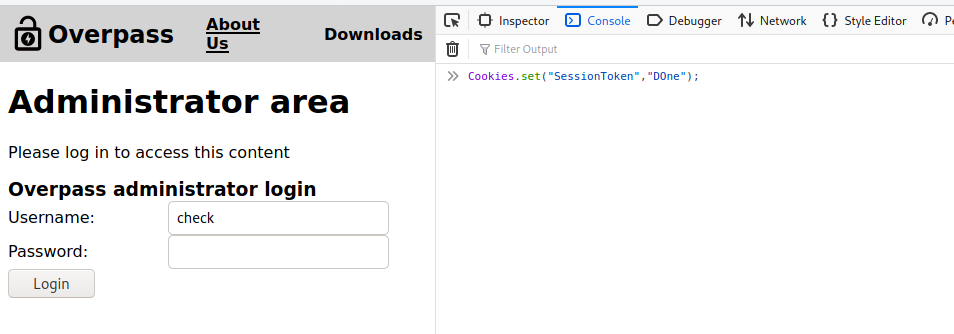 Overpass
About Us
Downloads
Administrator area
Please log in to access this content
Overpass administrator login
Username: check
Password:
Login
Inspector Console Debugger Network Style Editor Pe
Filter Output
Cookies.set("SessionToken","DOne");